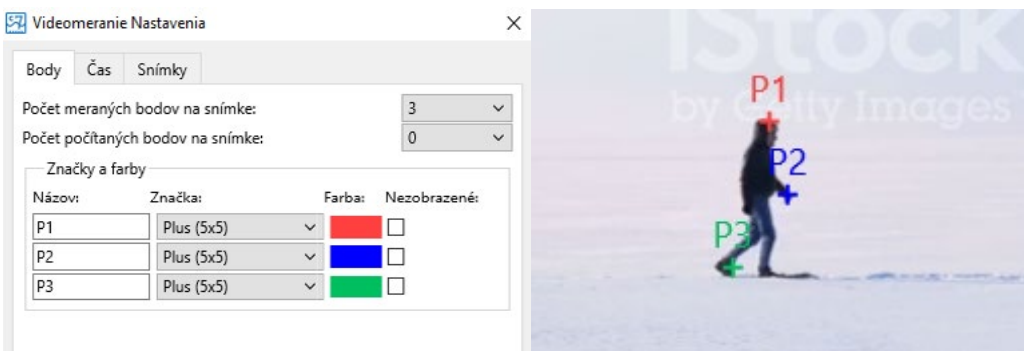 Videomeranie Nastavenia
Body Čas Snímky
Počet meraných bodov na snímke: 3
Počet počítaných bodov na snímke: 0
Značky a farby
Názov: Značka: Farba: Nezobrazené:
P1 Plus (5x5)
P2 Plus (5x5)
P3 Plus (5x5)
iStock
by Getty Images
P1
P2
P3